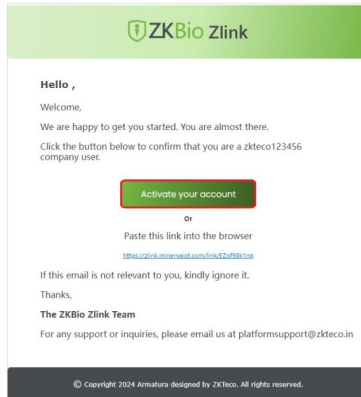 ZKBio Zlink
Hello ,
Welcome,
We are happy to get you started. You are almost there.
Click the button below to confirm that you are a zkteco123456
company user.
Activate your account
Or
Paste this link into the browser
https://zlink.minervaiot.com/link/EZof98k1nq
If this email is not relevant to you, kindly ignore it.
Thanks,
The ZKBio Zlink Team
For any support or inquiries, please email us at platformsupport@zkteco.in
© Copyright 2024 Armatura designed by ZKTeco. All rights reserved.